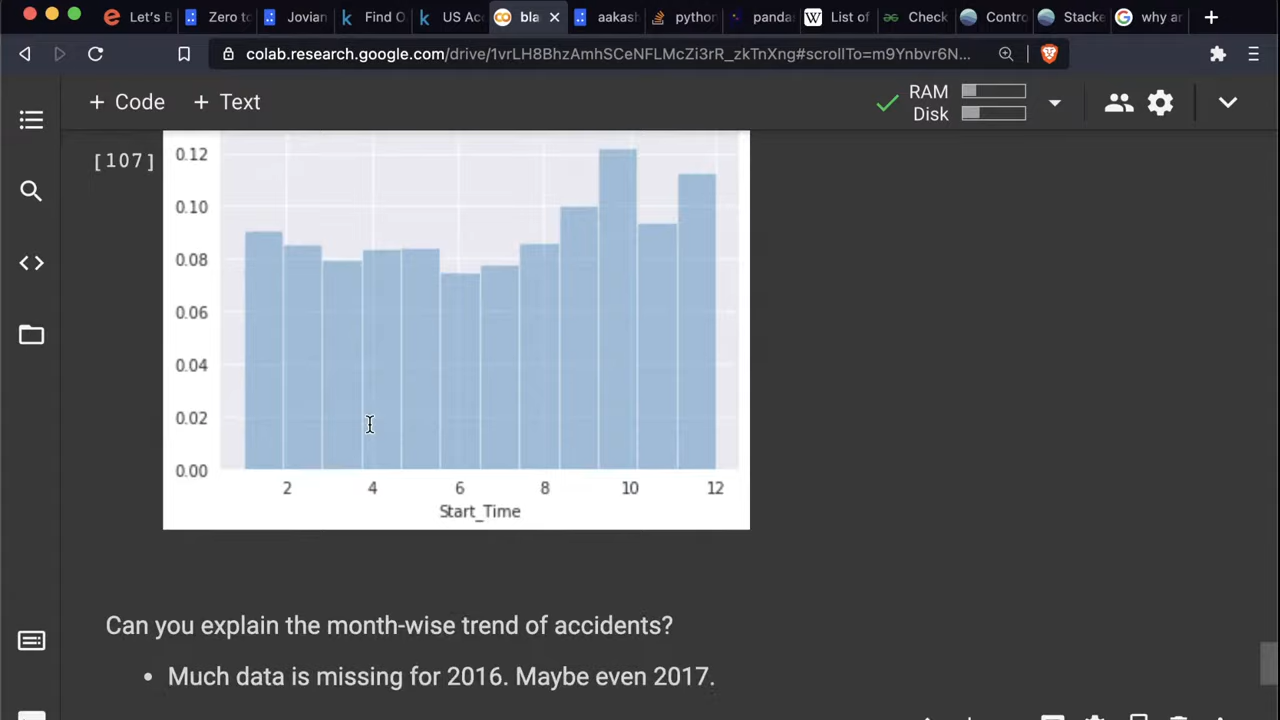 Let's B
Zero to
Jovian
Find O
US Acc
bla
aakash
python
panda
List of
Check
Contro
Stacke
why ar
colab.research.google.com/drive/1vrLH8BhzAmhSCeNFLMcZi3rR_zkTnXng#scrollTo=m9Ynbvr6N...
+ Code + Text
RAM
Disk
[107]
0.12
0.10
0.08
0.06
0.04
0.02
0.00
2 4 6 8 10 12
Start_Time
Can you explain the month-wise trend of accidents?
• Much data is missing for 2016. Maybe even 2017.